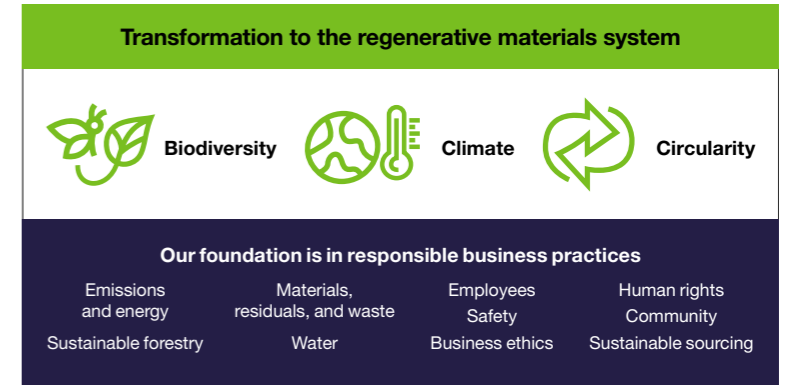 Transformation to the regenerative materials system
Biodiversity
Climate
Circularity
Our foundation is in responsible business practices
Emissions
and energy
Sustainable forestry
Materials,
residuals, and waste
Water
Employees
Safety
Business ethics
Human rights
Community
Sustainable sourcing